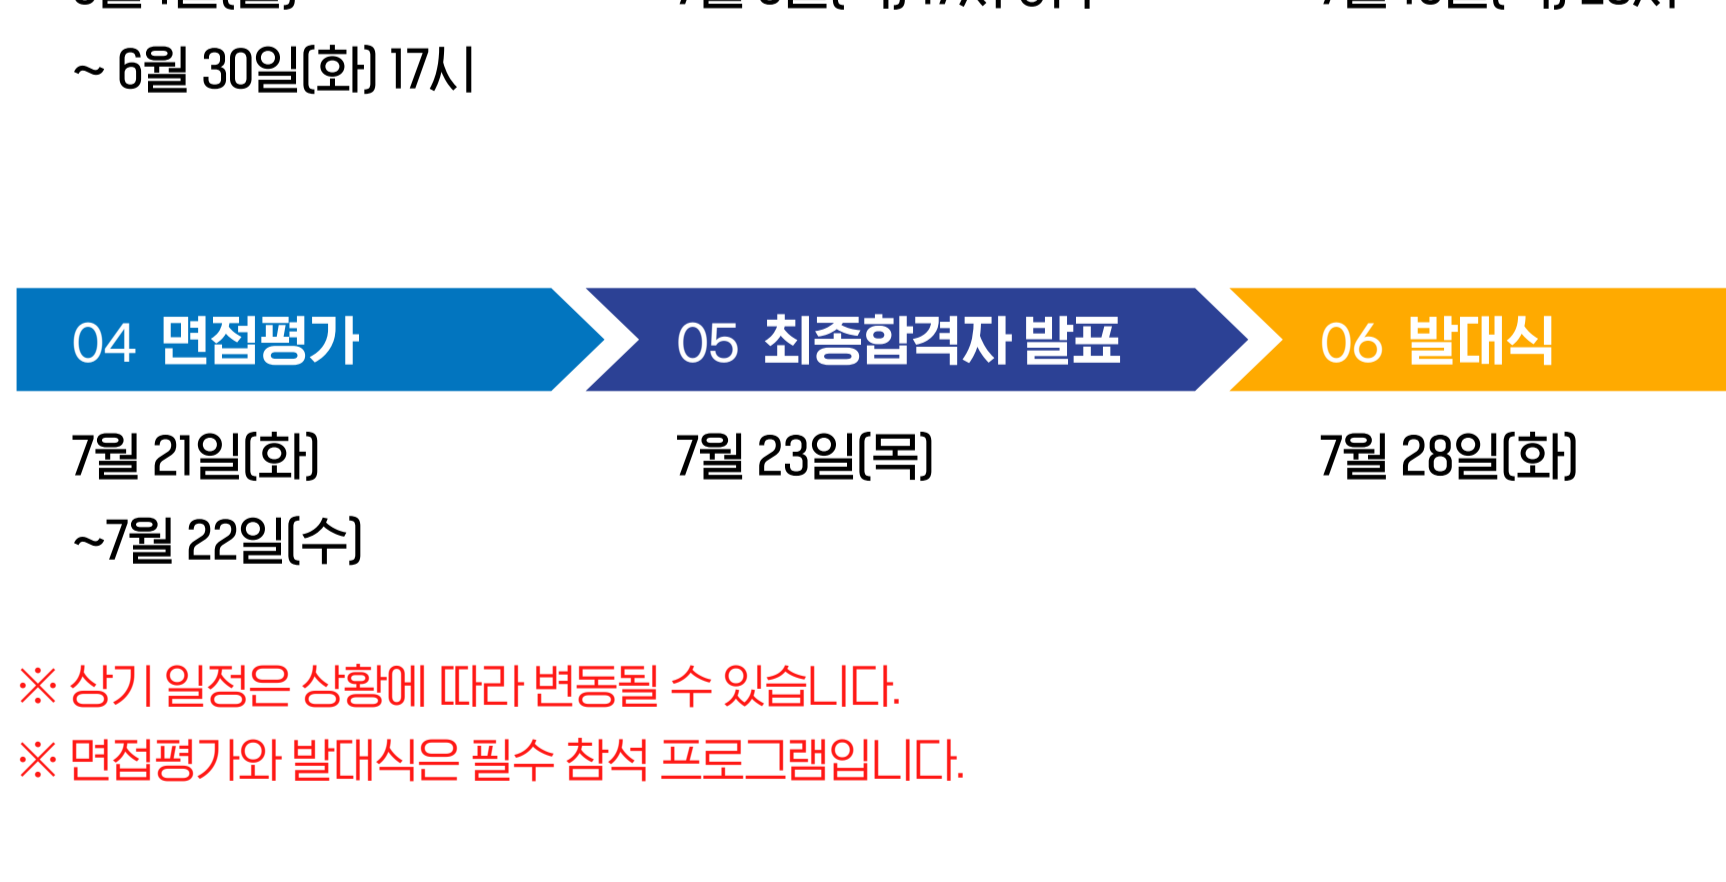 ~ 6월 30일(화) 17시
04 면접평가
05 최종합격자 발표
06 발대식
7월 21일(화)
~7월 22일(수)
7월 23일(목)
7월 28일(화)
※ 상기 일정은 상황에 따라 변동될 수 있습니다.
※ 면접평가와 발대식은 필수 참석 프로그램입니다.